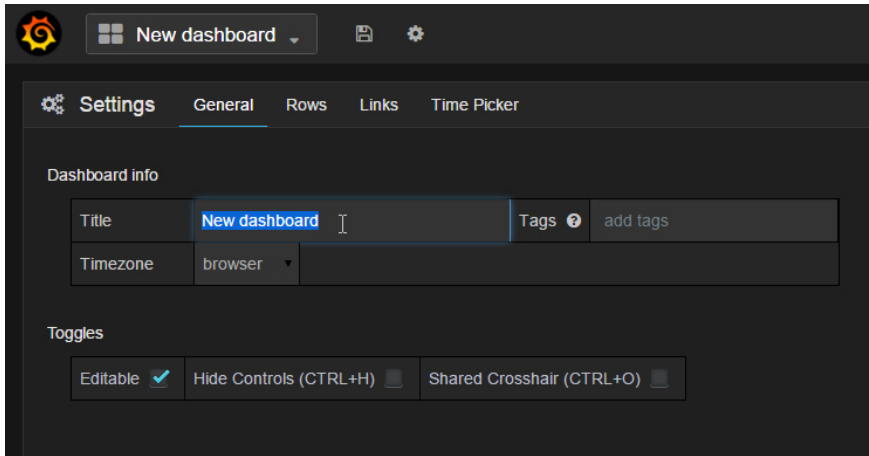 New dashboard
Settings General Rows Links Time Picker
Dashboard info
Title New dashboard Tags ? add tags
Timezone browser
Toggles
Editable Hide Controls (CTRL+H) Shared Crosshair (CTRL+O)